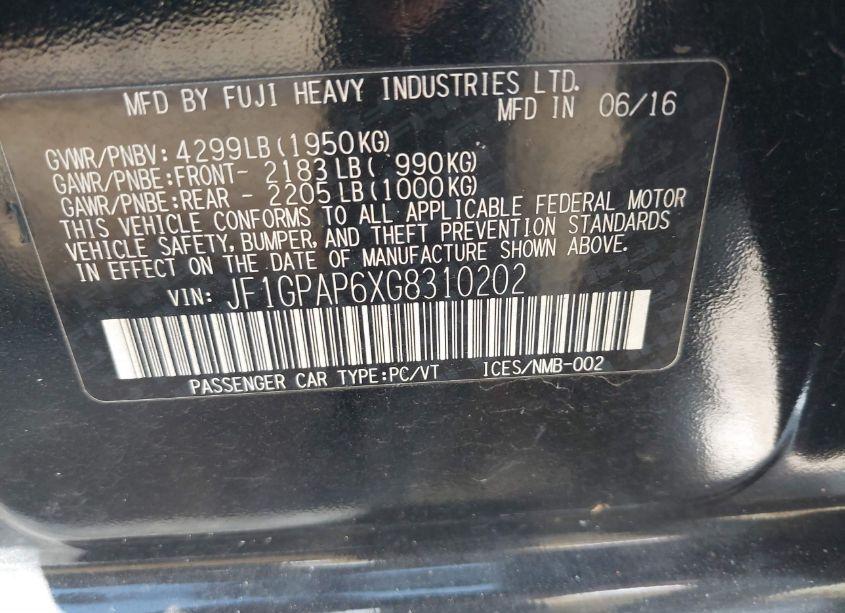 MFD BY FUJI HEAVY INDUSTRIES LTD.
MFD IN 06/16
GVWR/PNBV: 4299LB(1950KG)
GAWR/PNBE:FRONT- 2183LB( 990KG)
GAWR/PNBE:REAR - 2205LB(1000KG)
THIS VEHICLE CONFORMS TO ALL APPLICABLE FEDERAL MOTOR
VEHICLE SAFETY, BUMPER, AND THEFT PREVENTION STANDARDS
IN EFFECT ON THE DATE OF MANUFACTURE SHOWN ABOVE.
VIN: JF1GPAP6XG8310202
PASSENGER CAR TYPE:PC/VT ICES/NMB-002